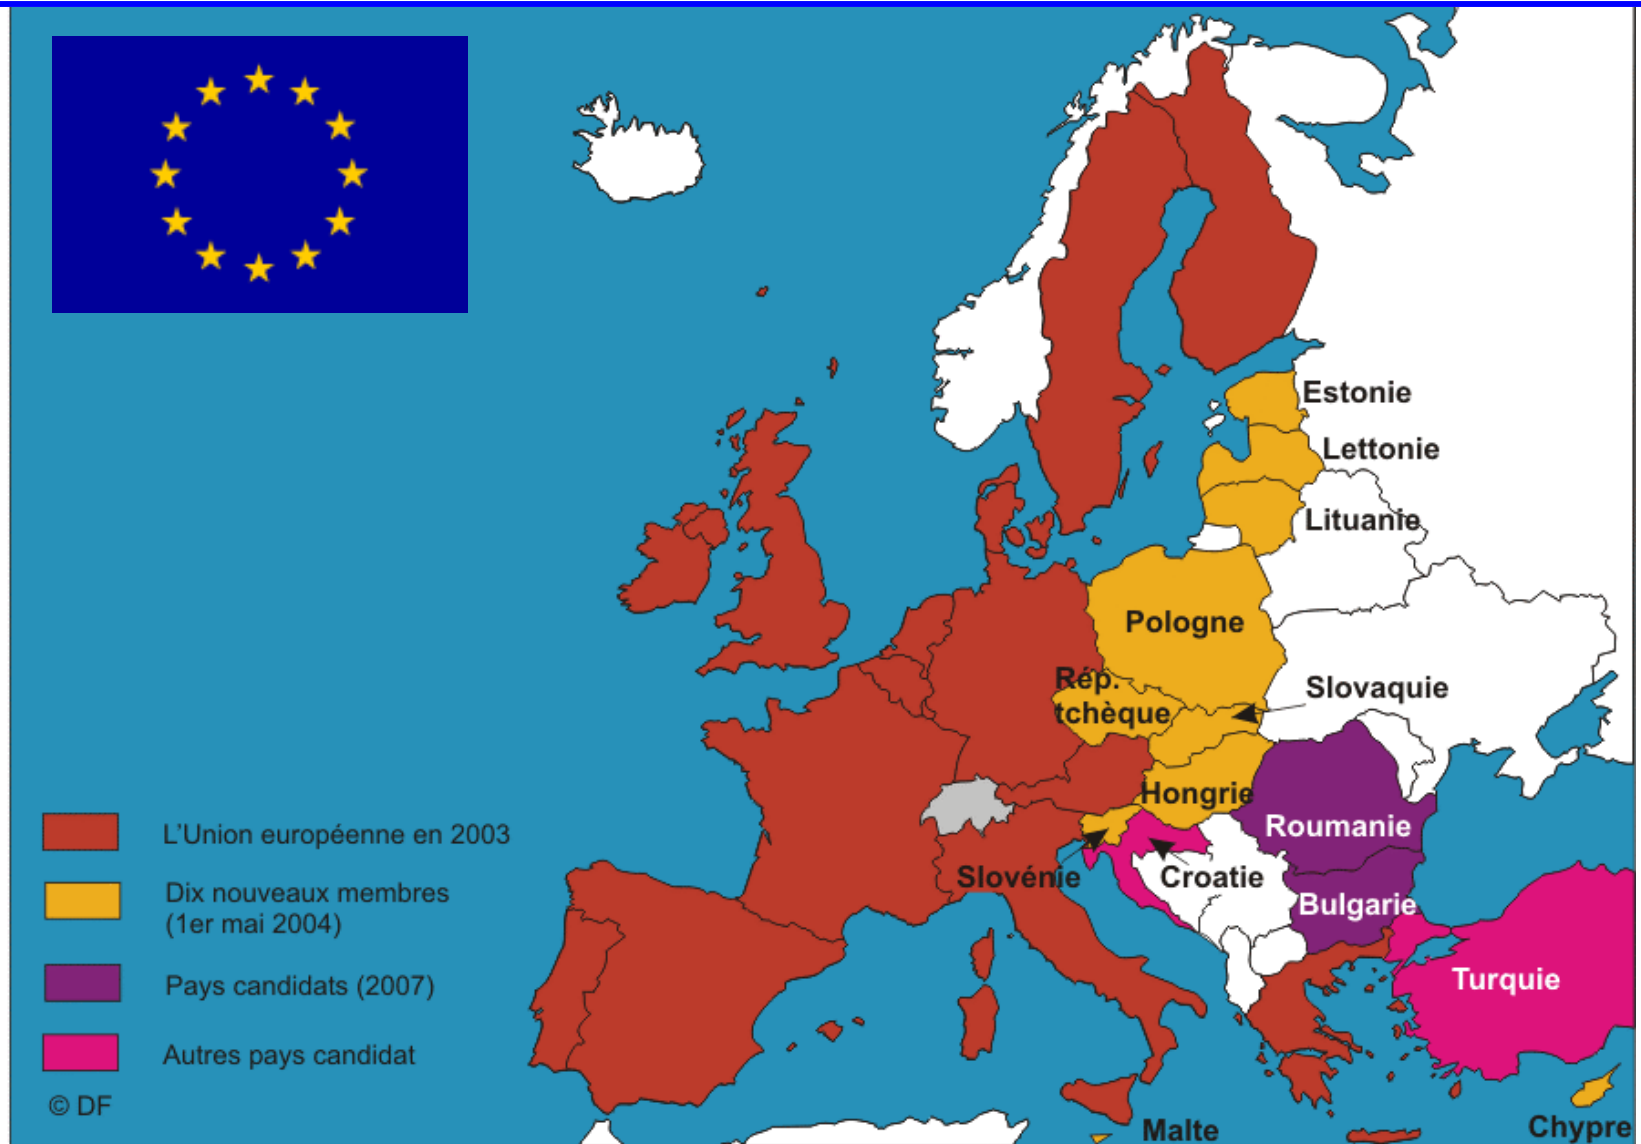 Estonie
Lettonie
Lituanie
Pologne
Rép.
tchèque
Slovaquie
Hongrie
Roumanie
Slovénie
Croatie
Bulgarie
Turquie
Malte
Chypre
L'Union européenne en 2003
Dix nouveaux membres
(1er mai 2004)
Pays candidats (2007)
Autres pays candidat
© DF